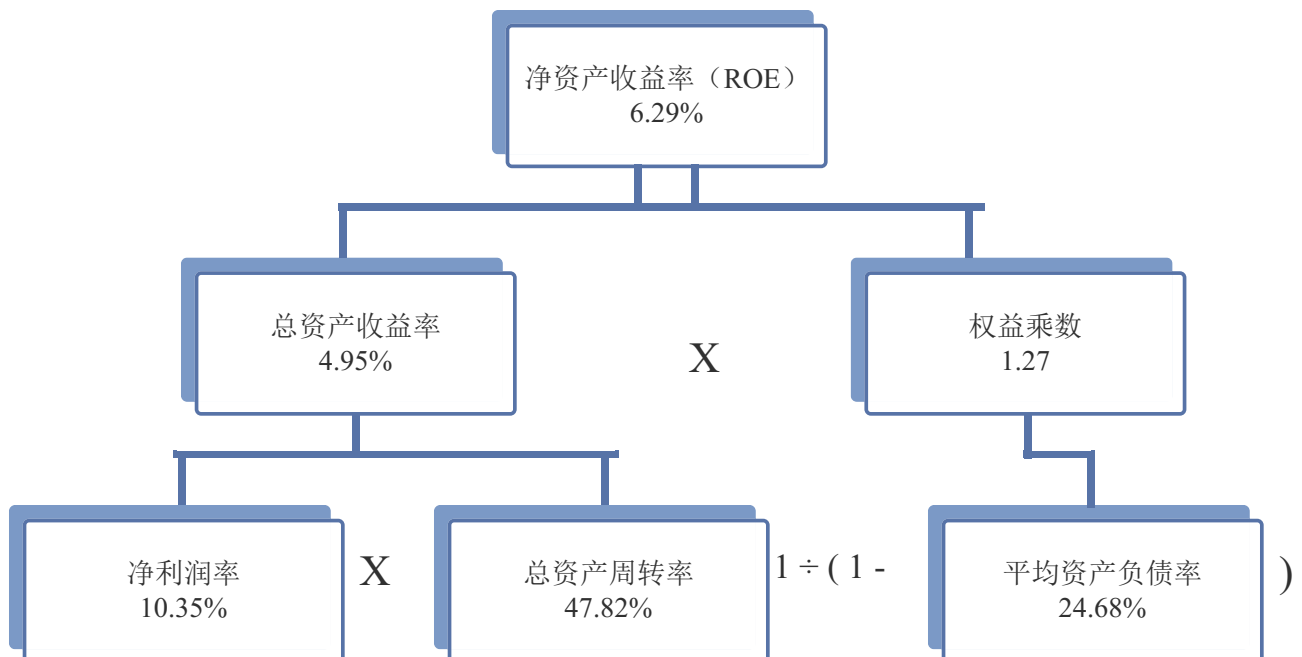 净资产收益率（ROE）
6.29%
总资产收益率
4.95%
X
权益乘数
1.27
净利润率
10.35%
X
总资产周转率
47.82%
1 ÷ ( 1 -
平均资产负债率
24.68%
)